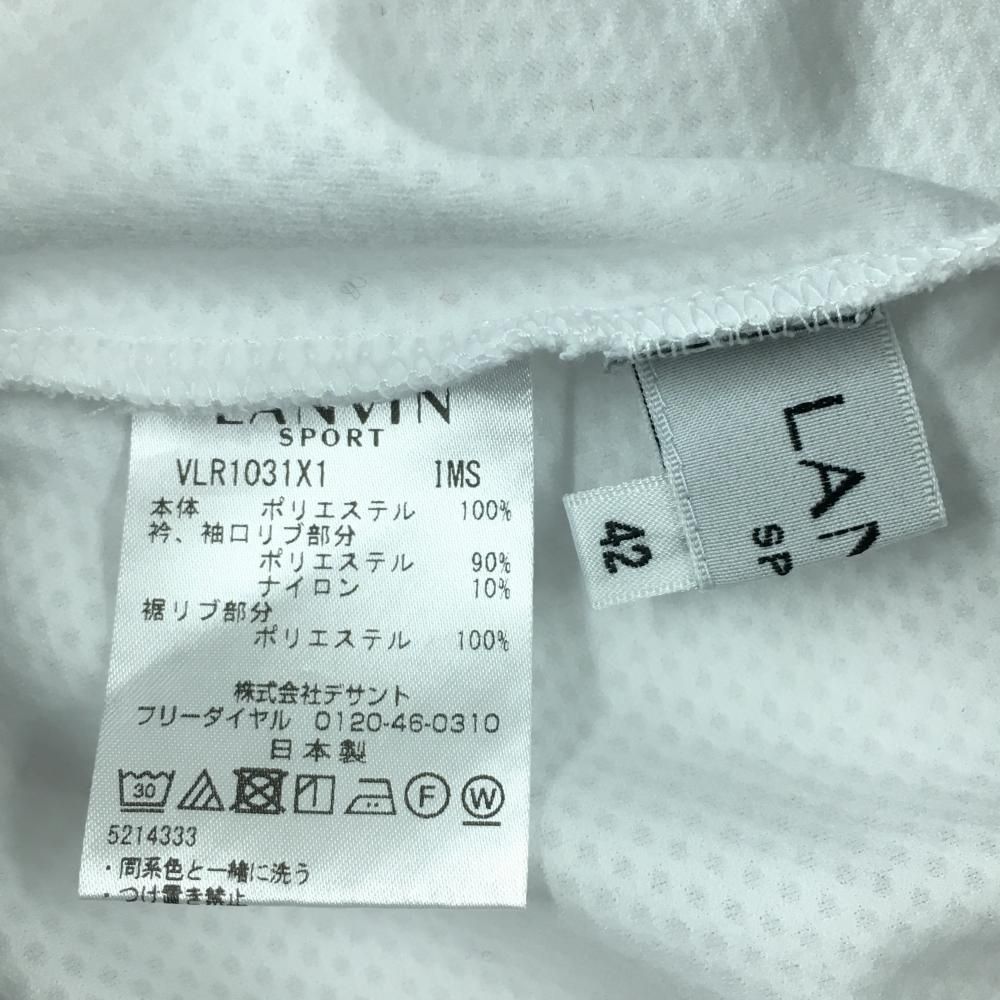 LANVIN
SPORT
VLR1031X1 IMS
本体 ポリエステル 100%
衿、袖口リブ部分
ポリエステル 90%
ナイロン 10%
裾リブ部分
ポリエステル 100%
株式会社デサント
フリーダイヤル 0120-46-0310
日本製
30
F
W
5214333
・同系色と一緒に洗う
・つけ置き禁止
LAN
SP
42